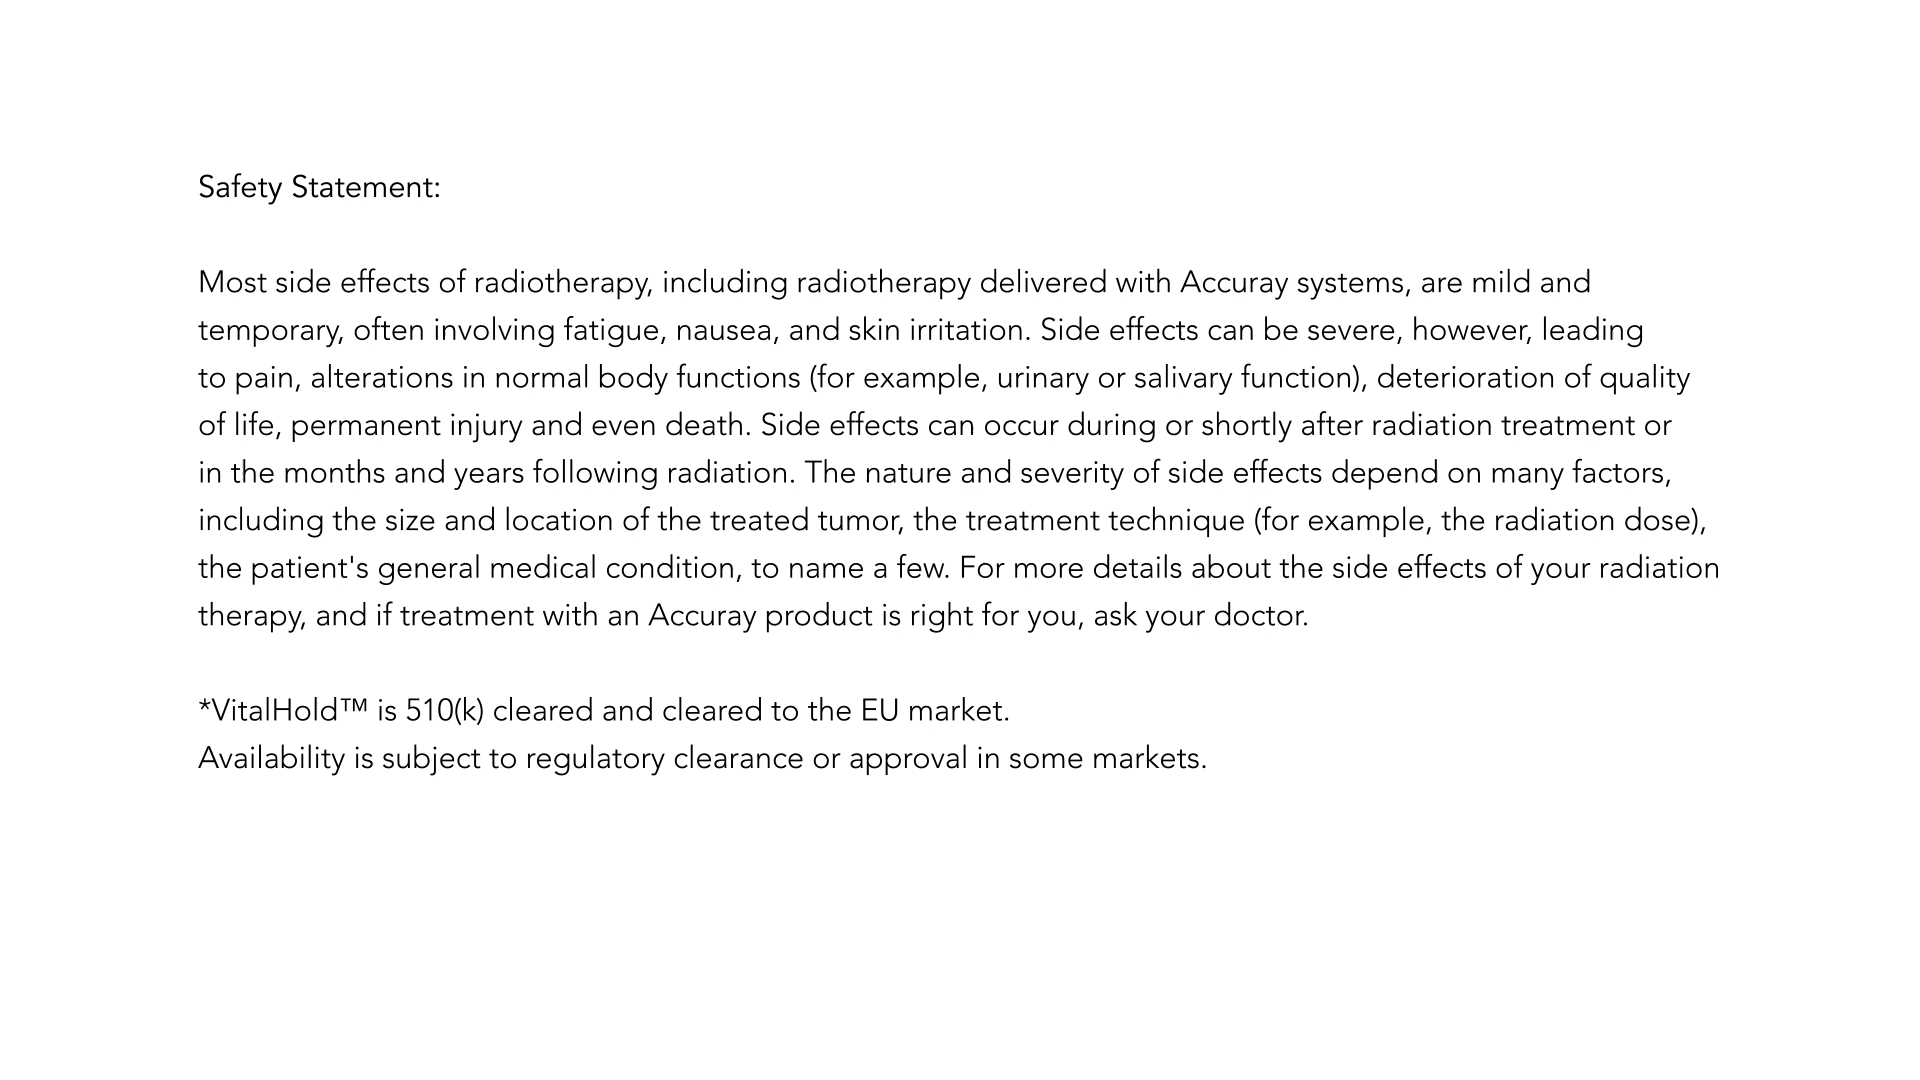 Safety Statement:
Most side effects of radiotherapy, including radiotherapy delivered with Accuray systems, are mild and
temporary, often involving fatigue, nausea, and skin irritation. Side effects can be severe, however, leading
to pain, alterations in normal body functions (for example, urinary or salivary function), deterioration of quality
of life, permanent injury and even death. Side effects can occur during or shortly after radiation treatment or
in the months and years following radiation. The nature and severity of side effects depend on many factors,
including the size and location of the treated tumor, the treatment technique (for example, the radiation dose),
the patient's general medical condition, to name a few. For more details about the side effects of your radiation
therapy, and if treatment with an Accuray product is right for you, ask your doctor.
*VitalHold™ is 510(k) cleared and cleared to the EU market.
Availability is subject to regulatory clearance or approval in some markets.